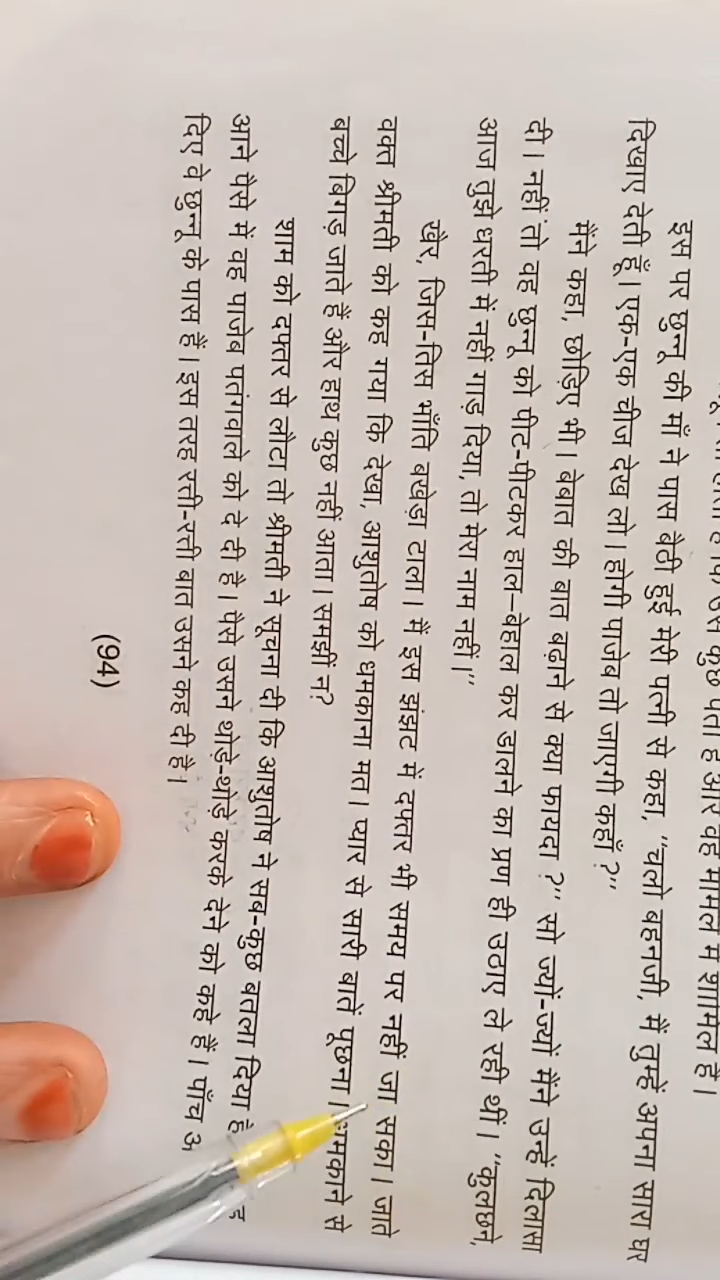 कुछ पता है और वह मामले में शामिल है।
इस पर छुन्नू की माँ ने पास बैठी हुई मेरी पत्नी से कहा, "चलो बहनजी, मैं तुम्हें अपना सारा घर
दिखाए देती हूँ। एक-एक चीज देख लो। होगी पाजेब तो जाएगी कहाँ?"
मैंने कहा, छोड़िए भी। बेबात की बात बढ़ाने से क्या फायदा?" सो ज्यों-ज्यों मैंने उन्हें दिलासा
दी। नहीं तो वह छुन्नू को पीट-पीटकर हाल-बेहाल कर डालने का प्रण ही उठाए ले रही थीं। "कुलछने,
आज तुझे धरती में नहीं गाड़ दिया, तो मेरा नाम नहीं।"
खैर, जिस-तिस भाँति बखेड़ा टाला। मैं इस झंझट में दफ्तर भी समय पर नहीं जा सका। जाते
वक्त श्रीमती को कह गया कि देखा, आशुतोष को धमकाना मत। प्यार से सारी बातें पूछना। धमकाने से
बच्चे बिगड़ जाते हैं और हाथ कुछ नहीं आता। समझीं न?
शाम को दफ्तर से लौटा तो श्रीमती ने सूचना दी कि आशुतोष ने सब-कुछ बतला दिया है
आने पैसे में वह पाजेब पतंगवाले को दे दी है। पैसे उसने थोड़े-थोड़े करके देने को कहे हैं। पाँच
दिए वे छुन्नू के पास हैं। इस तरह रत्ती-रत्ती बात उसने कह दी है।
(94)